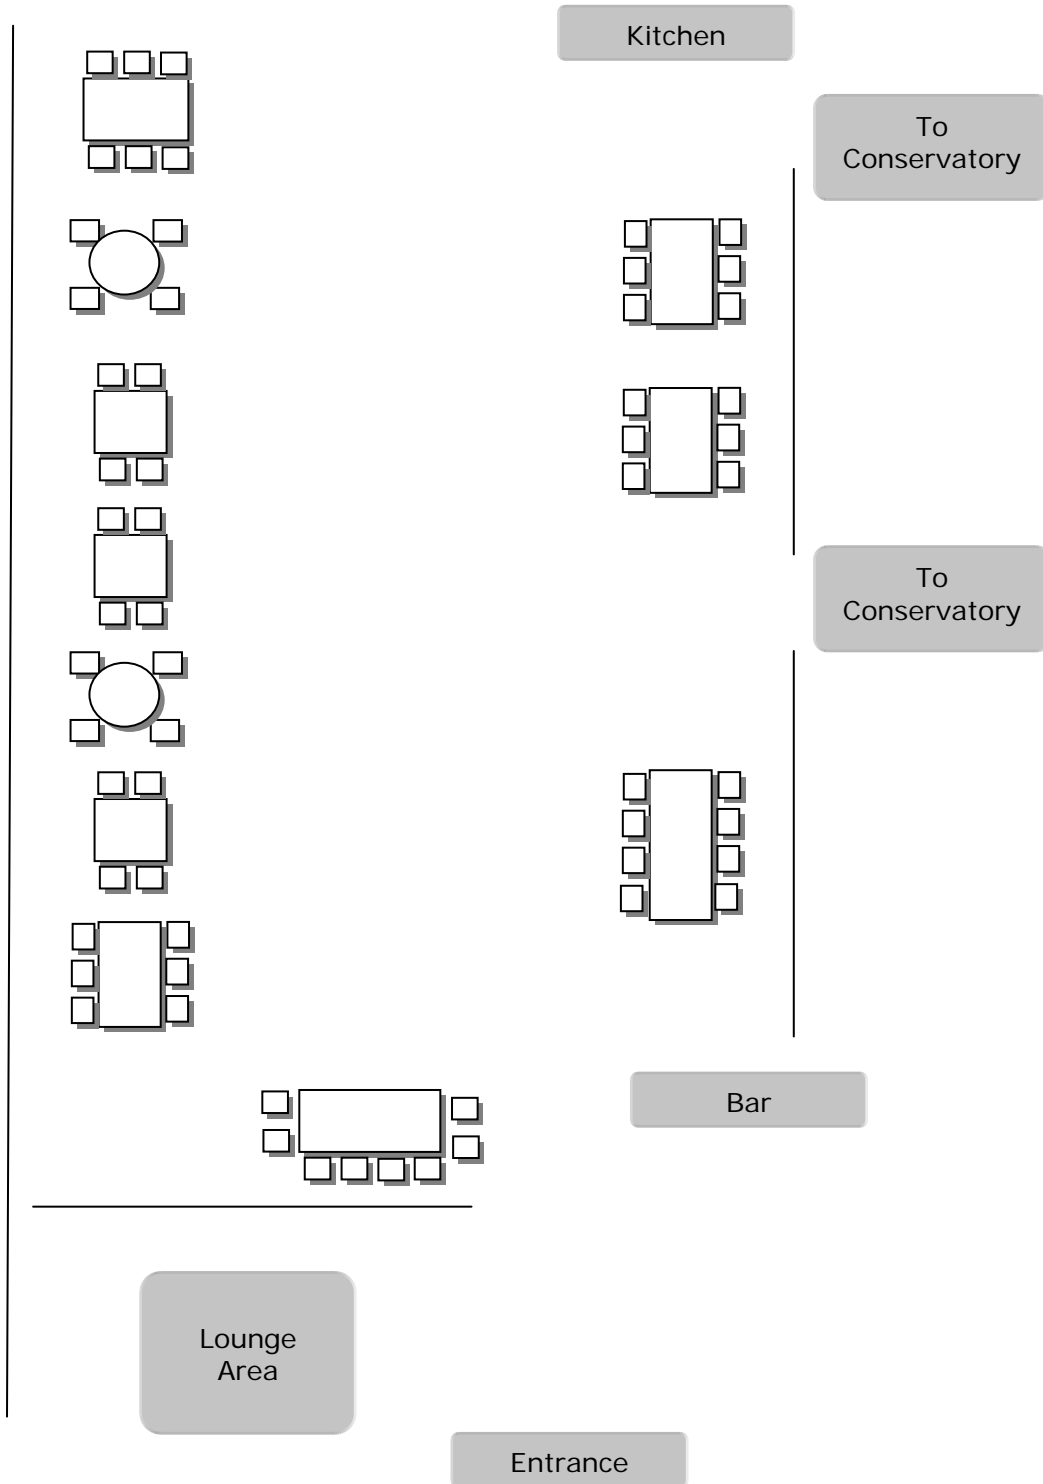 Kitchen
To
Conservatory
To
Conservatory
Bar
Lounge
Area
Entrance